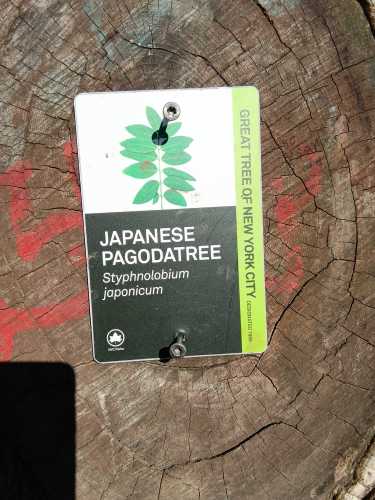 JAPANESE
PAGODATREE
Styphnolobium
japonicum
GREAT TREE OF NEW YORK CITY